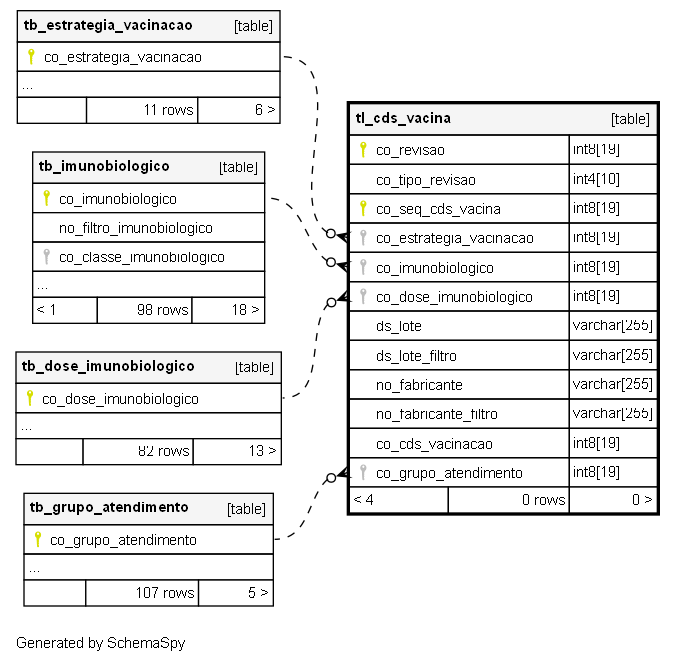 tb_estrategia_vacinacao [table]
co_estrategia_vacinacao
...
11 rows 6 >
tb_imunobiologico [table]
co_imunobiologico
no_filtro_imunobiologico
co_classe_imunobiologico
...
< 1 98 rows 18 >
tb_dose_imunobiologico [table]
co_dose_imunobiologico
...
82 rows 13 >
tb_grupo_atendimento [table]
co_grupo_atendimento
...
107 rows 5 >
tl_cds_vacina [table]
co_revisao int8[19]
co_tipo_revisao int4[10]
co_seq_cds_vacina int8[19]
co_estrategia_vacinacao int8[19]
co_imunobiologico int8[19]
co_dose_imunobiologico int8[19]
ds_lote varchar[255]
ds_lote_filtro varchar[255]
no_fabricante varchar[255]
no_fabricante_filtro varchar[255]
co_cds_vacinacao int8[19]
co_grupo_atendimento int8[19]
< 4 0 rows 0 >
Generated by SchemaSpy